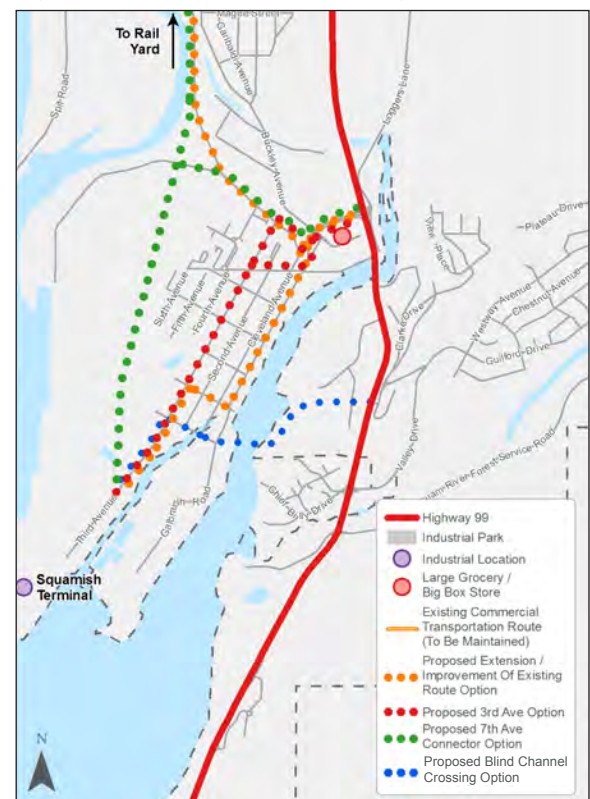 Magee Street
To Rail
Yard
Garibaldi Avenue
Spit Road
Loggers Lane
Buckley Avenue
Plateau Drive
View Place
Sixth Avenue
Fifth Avenue
Fourth Avenue
Second Avenue
Cleveland Avenue
Clarke Drive
Westway Avenue
Chestnut Avenue
Guilford Drive
Valley Drive
Third Avenue
Galbraith Road
Chief Billy Drive
uam River Forest Service Road
Squamish
Terminal
N
Highway 99
Industrial Park
Industrial Location
Large Grocery /
Big Box Store
Existing Commercial
Transportation Route
(To Be Maintained)
Proposed Extension /
Improvement Of Existing
Route Option
Proposed 3rd Ave Option
Proposed 7th Ave
Connector Option
Proposed Blind Channel
Crossing Option